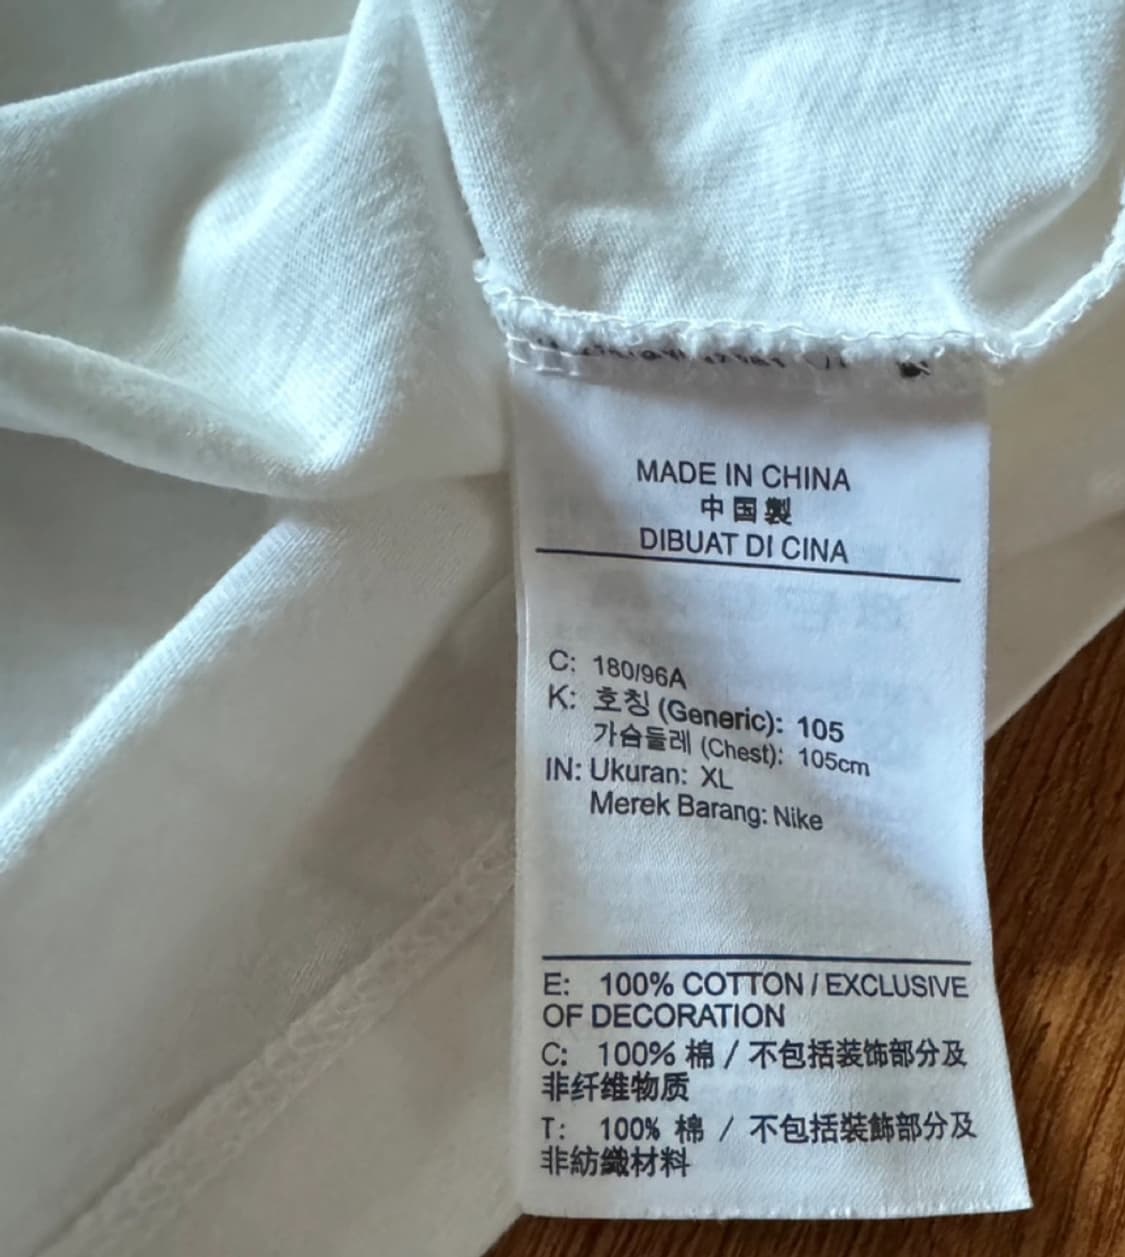 MADE IN CHINA
中国製
DIBUAT DI CINA
C: 180/96A
K: 호칭 (Generic): 105
가슴둘레 (Chest): 105cm
IN: Ukuran: XL
Merek Barang: Nike
E: 100% COTTON / EXCLUSIVE
OF DECORATION
C: 100% 棉 / 不包括装饰部分及
非纤维物质
T: 100% 棉 / 不包括裝飾部分及
非紡織材料